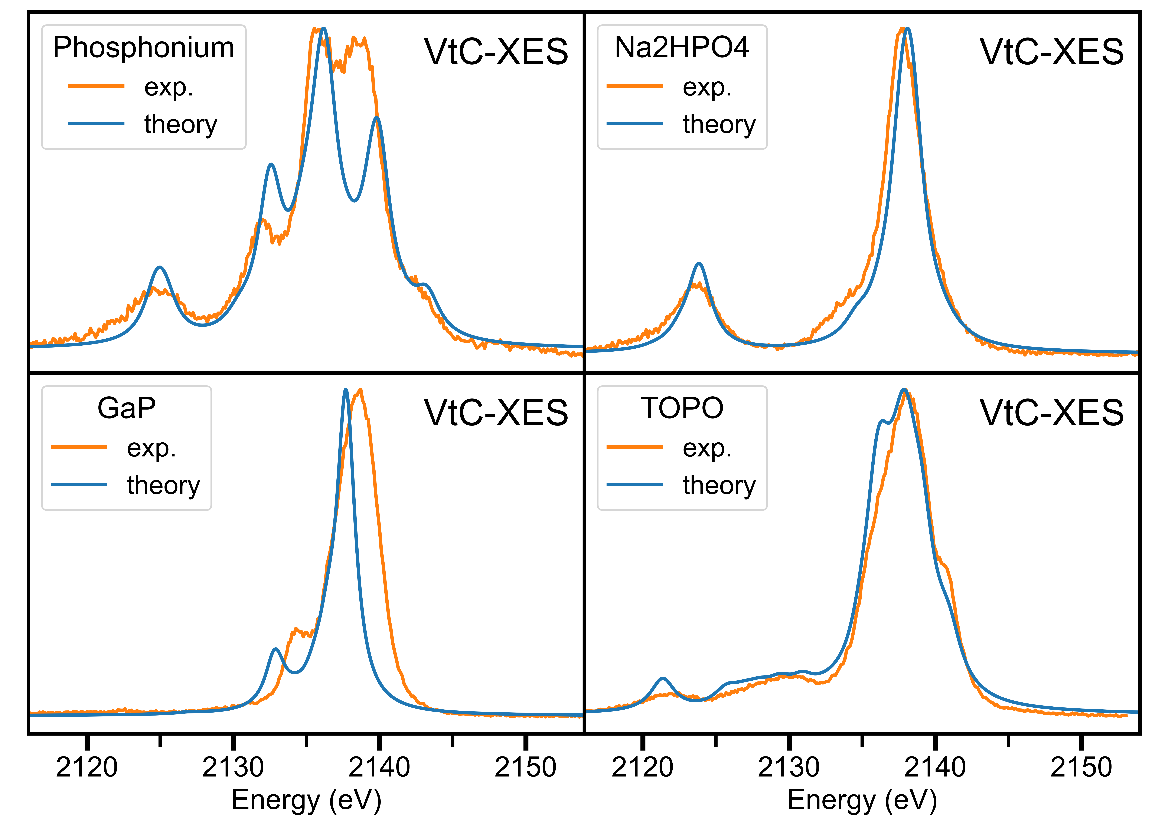 Phosphonium
exp.
theory
VtC-XES
Na2HPO4
exp.
theory
VtC-XES
GaP
exp.
theory
VtC-XES
TOPO
exp.
theory
VtC-XES
2120 2130 2140 2150
2120 2130 2140 2150
Energy (eV)
Energy (eV)